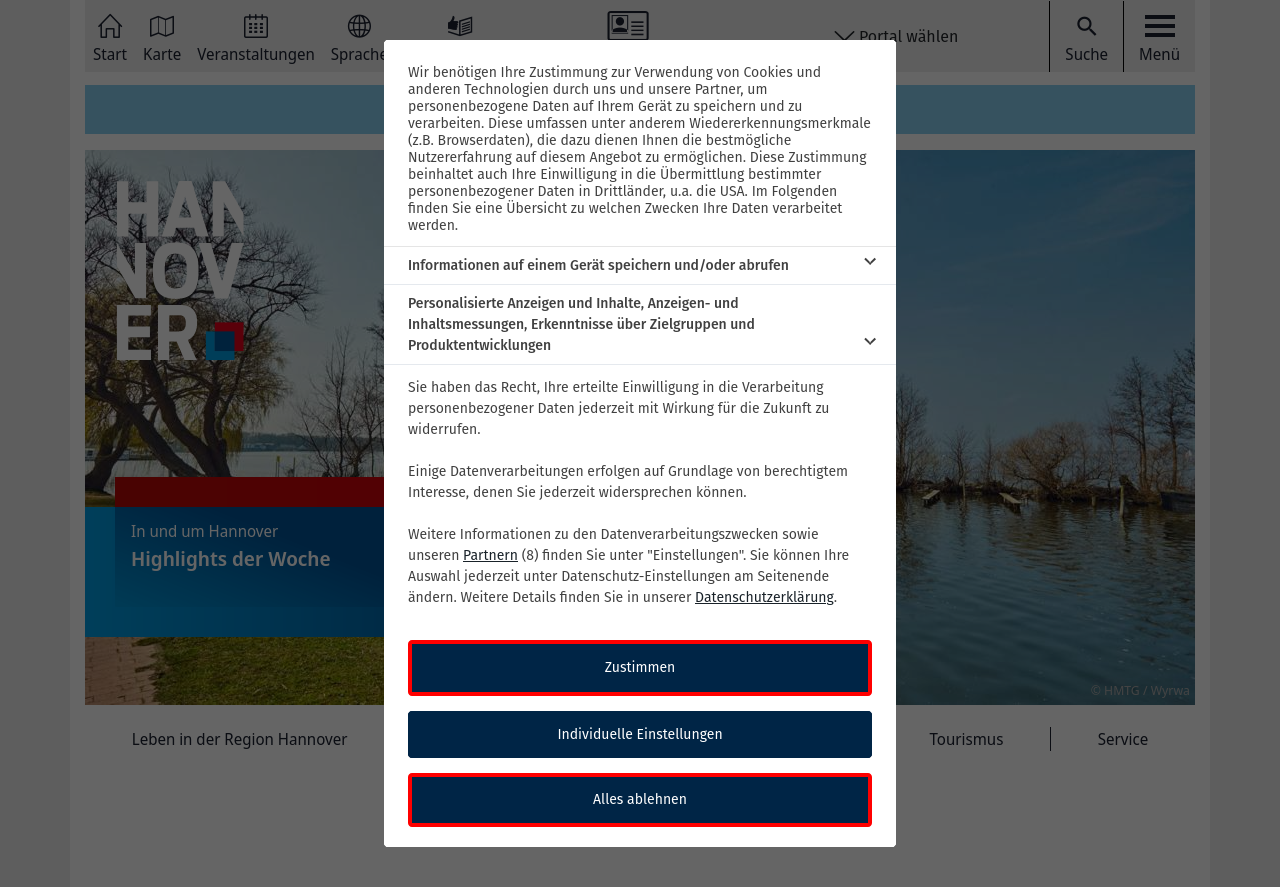 Start
Karte
Veranstaltungen
Sprache
Portal wählen
Suche
Menü
Wir benötigen Ihre Zustimmung zur Verwendung von Cookies und
anderen Technologien durch uns und unsere Partner, um
personenbezogene Daten auf Ihrem Gerät zu speichern und zu
verarbeiten. Diese umfassen unter anderem Wiedererkennungsmerkmale
(z.B. Browserdaten), die dazu dienen Ihnen die bestmögliche
Nutzererfahrung auf diesem Angebot zu ermöglichen. Diese Zustimmung
beinhaltet auch Ihre Einwilligung in die Übermittlung bestimmter
personenbezogener Daten in Drittländer, u.a. die USA. Im Folgenden
finden Sie eine Übersicht zu welchen Zwecken Ihre Daten verarbeitet
werden.
Informationen auf einem Gerät speichern und/oder abrufen
Personalisierte Anzeigen und Inhalte, Anzeigen- und
Inhaltsmessungen, Erkenntnisse über Zielgruppen und
Produktentwicklungen
Sie haben das Recht, Ihre erteilte Einwilligung in die Verarbeitung
personenbezogener Daten jederzeit mit Wirkung für die Zukunft zu
widerrufen.
Einige Datenverarbeitungen erfolgen auf Grundlage von berechtigtem
Interesse, denen Sie jederzeit widersprechen können.
Weitere Informationen zu den Datenverarbeitungszwecken sowie
unseren Partnern (8) finden Sie unter "Einstellungen". Sie können Ihre
Auswahl jederzeit unter Datenschutz-Einstellungen am Seitenende
ändern. Weitere Details finden Sie in unserer Datenschutzerklärung.
Zustimmen
Individuelle Einstellungen
Alles ablehnen
HAN
NOV
ER
In und um Hannover
Highlights der Woche
© HMTG / Wyrwa
Leben in der Region Hannover
Tourismus
Service